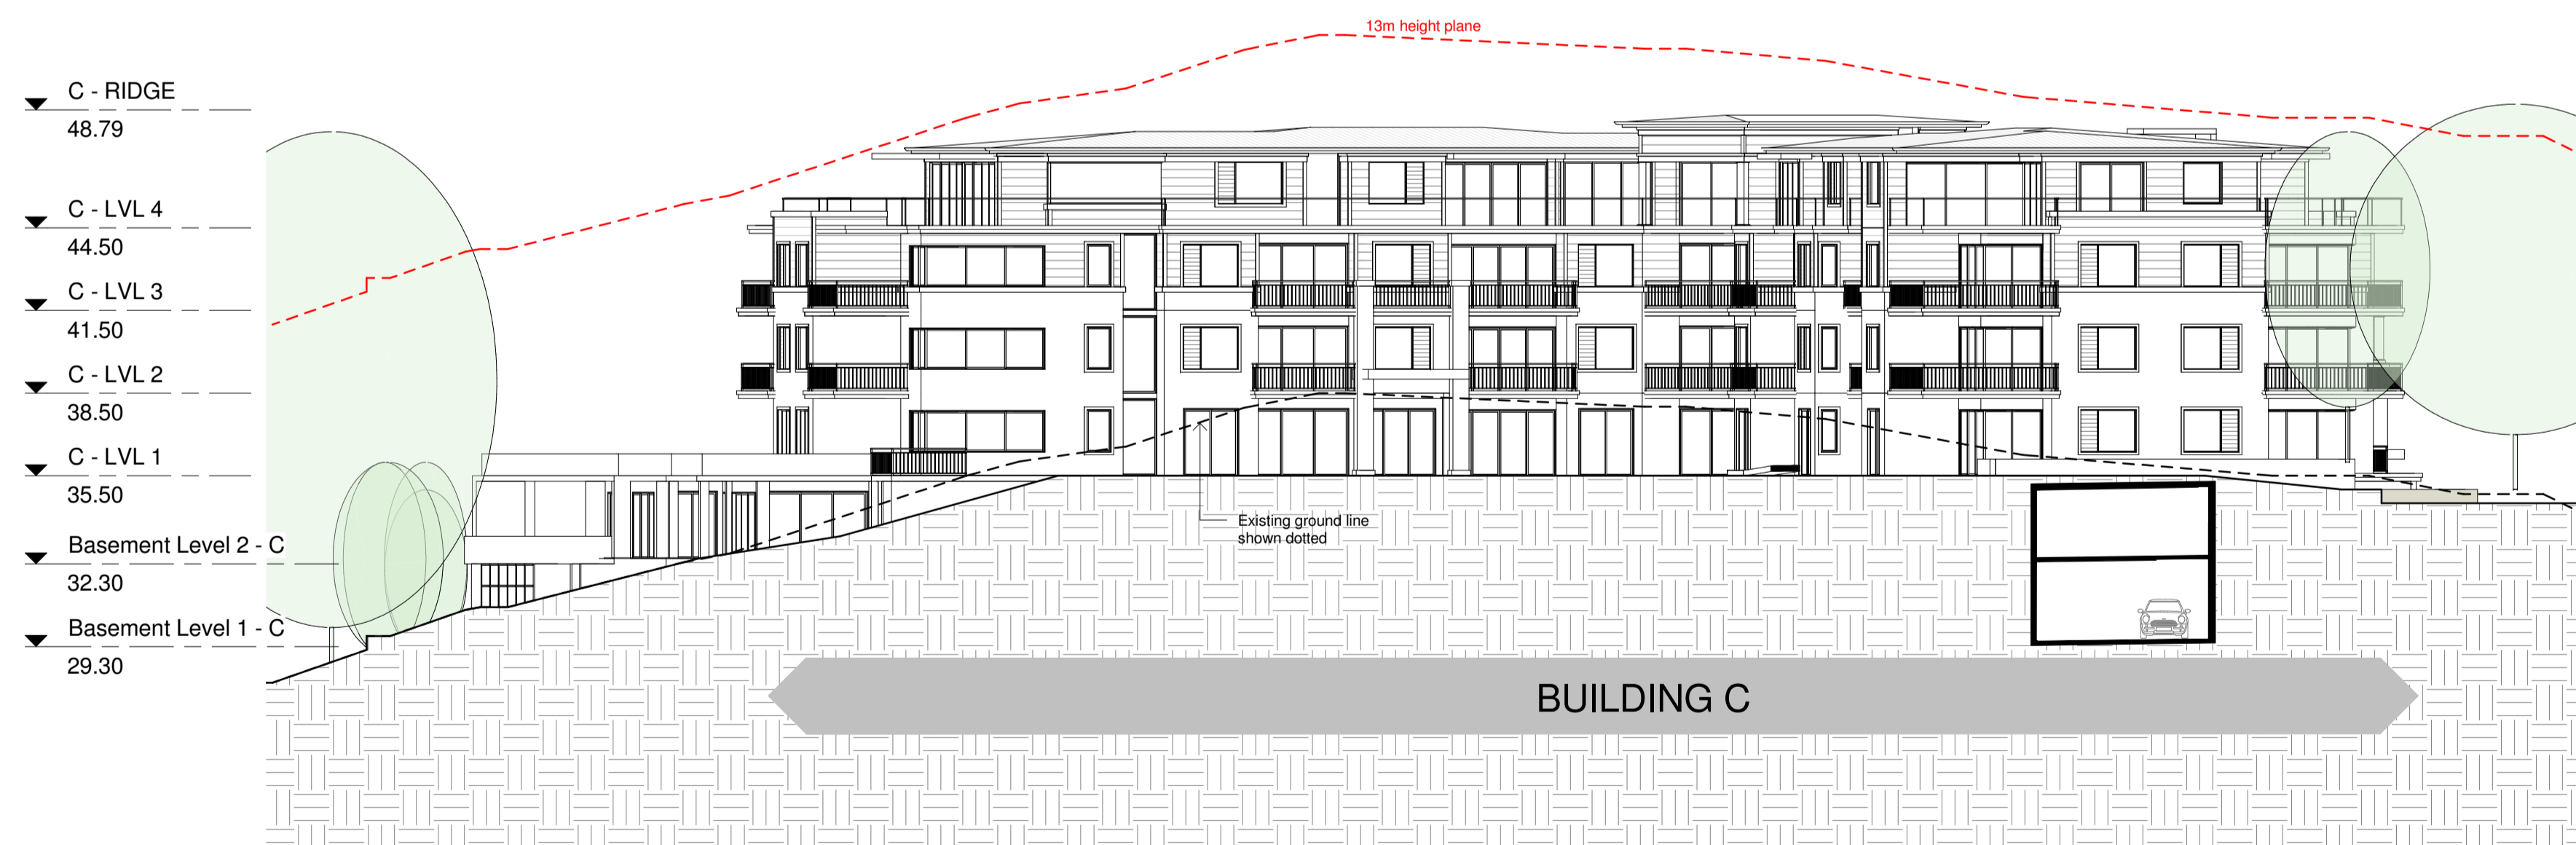 13m height plane
C - RIDGE
48.79
C - LVL 4
44.50
C - LVL 3
41.50
C - LVL 2
38.50
C - LVL 1
35.50
Existing ground line
shown dotted
Basement Level 2 - C
32.30
Basement Level 1 - C
29.30
BUILDING C